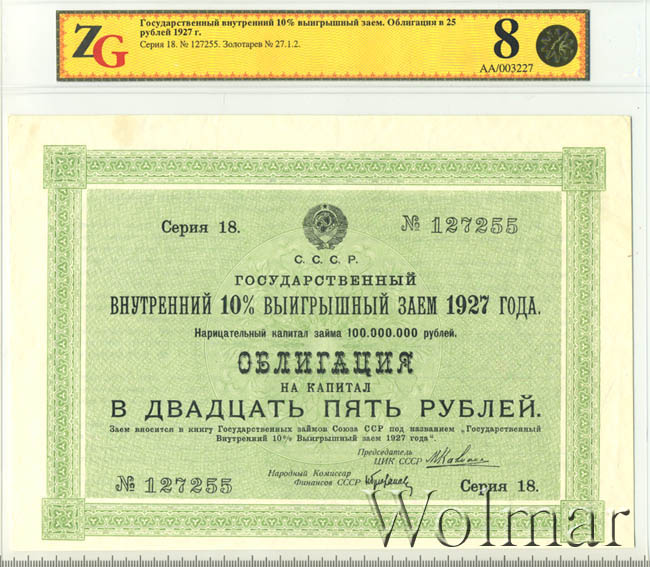 ZG
Государственный внутренний 10% выигрышный заем. Облигация в 25
рублей 1927 г.
Серия 18. № 127255. Золотарев № 27.1.2.
8
AA/003227
Серия 18.
№ 127255
С. С. С. Р.
ГОСУДАРСТВЕННЫЙ
ВНУТРЕННИЙ 10% ВЫИГРЫШНЫЙ ЗАЕМ 1927 ГОДА.
Нарицательный капитал займа 100.000.000 рублей.
ОБЛИГАЦИЯ
НА КАПИТАЛ
В ДВАДЦАТЬ ПЯТЬ РУБЛЕЙ.
Заем вносится в книгу Государственных займов Союза ССР под названием „Государственный
Внутренний 10% Выигрышный заем 1927 года“.
Председатель
ЦИК СССР
Народный Комиссар
Финансов СССР
№ 127255
Серия 18.
Wolmar